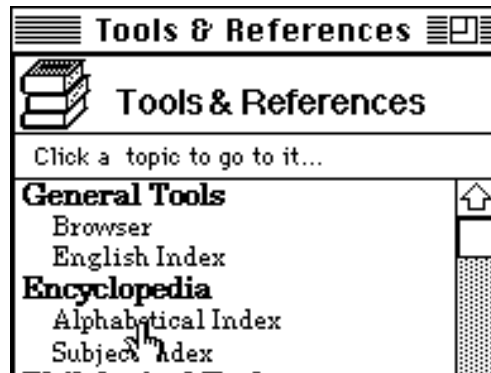 Tools & References
Tools & References
Click a topic to go to it...
General Tools
Browser
English Index
Encyclopedia
Alphabetical Index
Subject Index